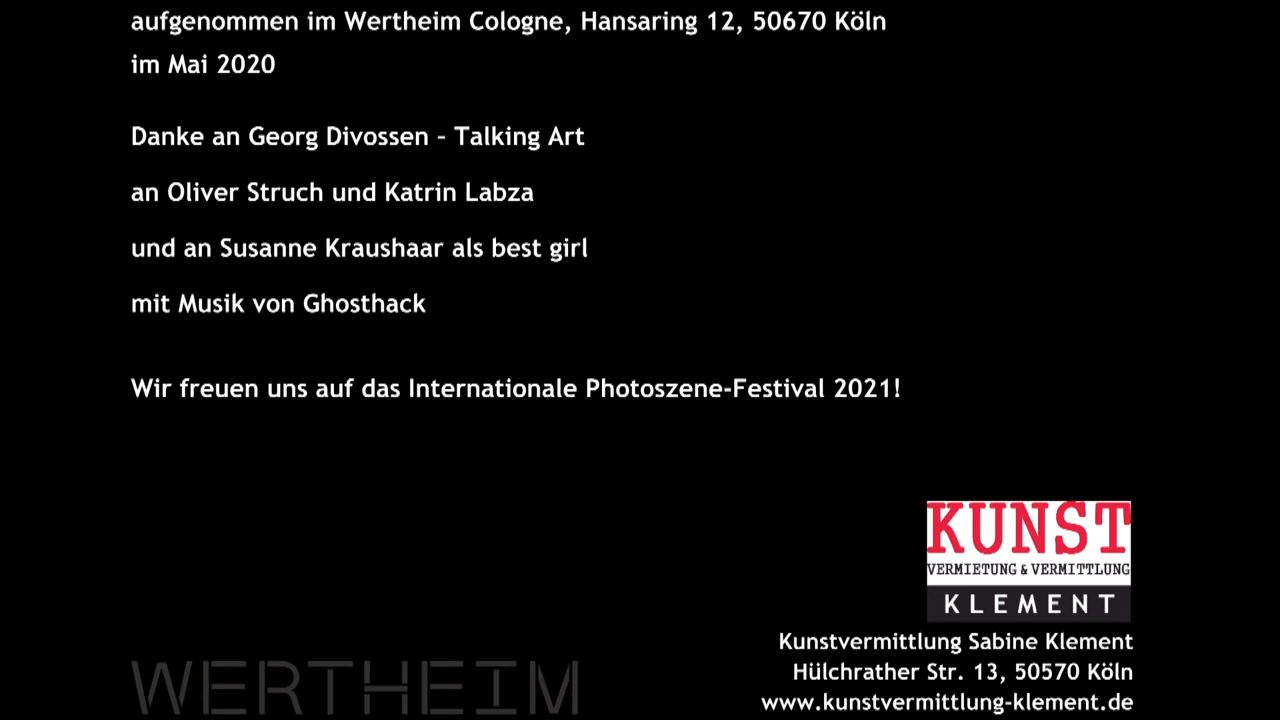 aufgenommen im Wertheim Cologne, Hansaring 12, 50670 Köln
im Mai 2020
Danke an Georg Divossen – Talking Art
an Oliver Struch und Katrin Labza
und an Susanne Kraushaar als best girl
mit Musik von Ghosthack
Wir freuen uns auf das Internationale Photoszene-Festival 2021!
KUNST
VERMIETUNG & VERMITTLUNG
KLEMENT
Kunstvermittlung Sabine Klement
Hülchrather Str. 13, 50570 Köln
www.kunstvermittlung-klement.de
WERTHEIM